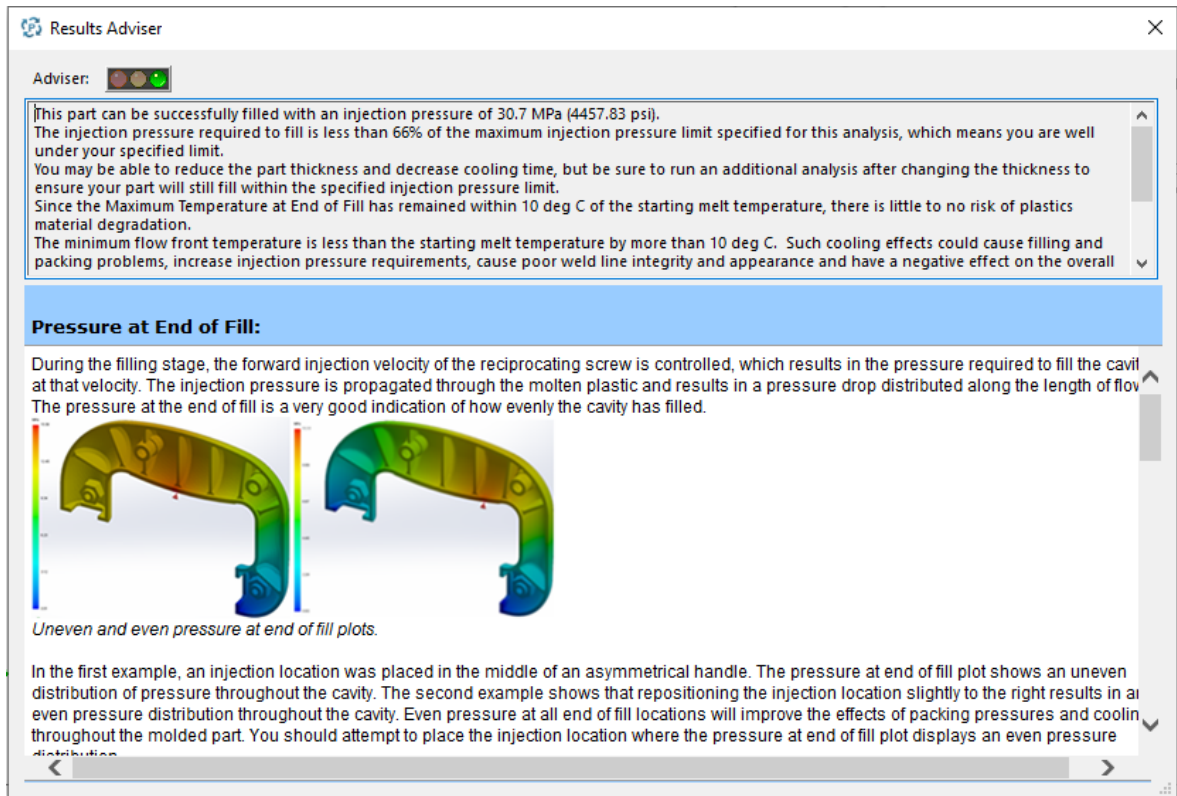 Results Adviser
Adviser:
This part can be successfully filled with an injection pressure of 30.7 MPa (4457.83 psi).
The injection pressure required to fill is less than 66% of the maximum injection pressure limit specified for this analysis, which means you are well
under your specified limit.
You may be able to reduce the part thickness and decrease cooling time, but be sure to run an additional analysis after changing the thickness to
ensure your part will still fill within the specified injection pressure limit.
Since the Maximum Temperature at End of Fill has remained within 10 deg C of the starting melt temperature, there is little to no risk of plastics
material degradation.
The minimum flow front temperature is less than the starting melt temperature by more than 10 deg C.  Such cooling effects could cause filling and
packing problems, increase injection pressure requirements, cause poor weld line integrity and appearance and have a negative effect on the overall
Pressure at End of Fill:
During the filling stage, the forward injection velocity of the reciprocating screw is controlled, which results in the pressure required to fill the cavit
at that velocity. The injection pressure is propagated through the molten plastic and results in a pressure drop distributed along the length of flow
The pressure at the end of fill is a very good indication of how evenly the cavity has filled.
Uneven and even pressure at end of fill plots.
In the first example, an injection location was placed in the middle of an asymmetrical handle. The pressure at end of fill plot shows an uneven
distribution of pressure throughout the cavity. The second example shows that repositioning the injection location slightly to the right results in a
even pressure distribution throughout the cavity. Even pressure at all end of fill locations will improve the effects of packing pressures and coolin
throughout the molded part. You should attempt to place the injection location where the pressure at end of fill plot displays an even pressure
distribution